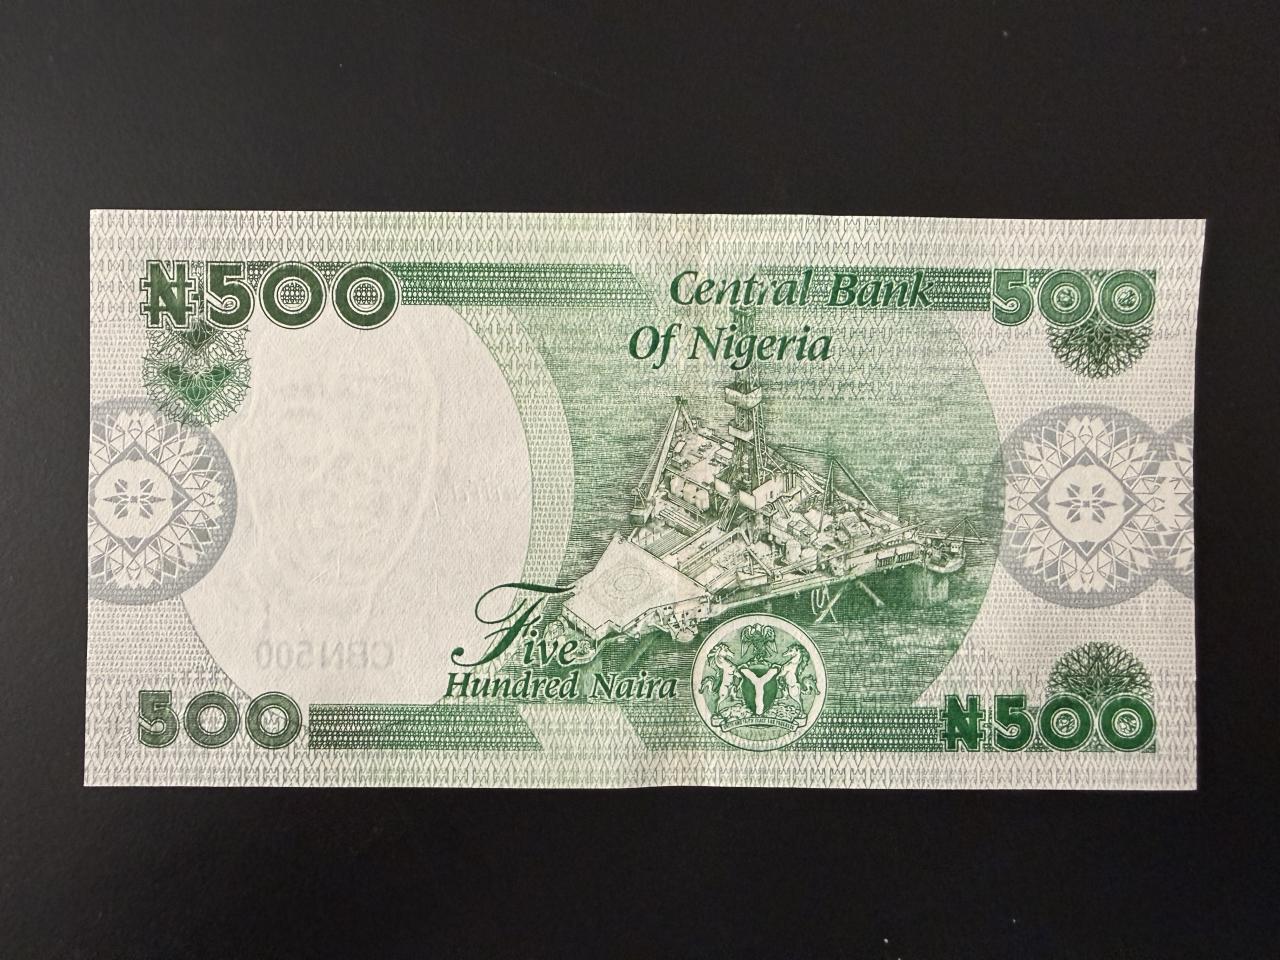 ₦500
Central Bank
Of Nigeria
500
CBN500
Five
Hundred Naira
500
₦500